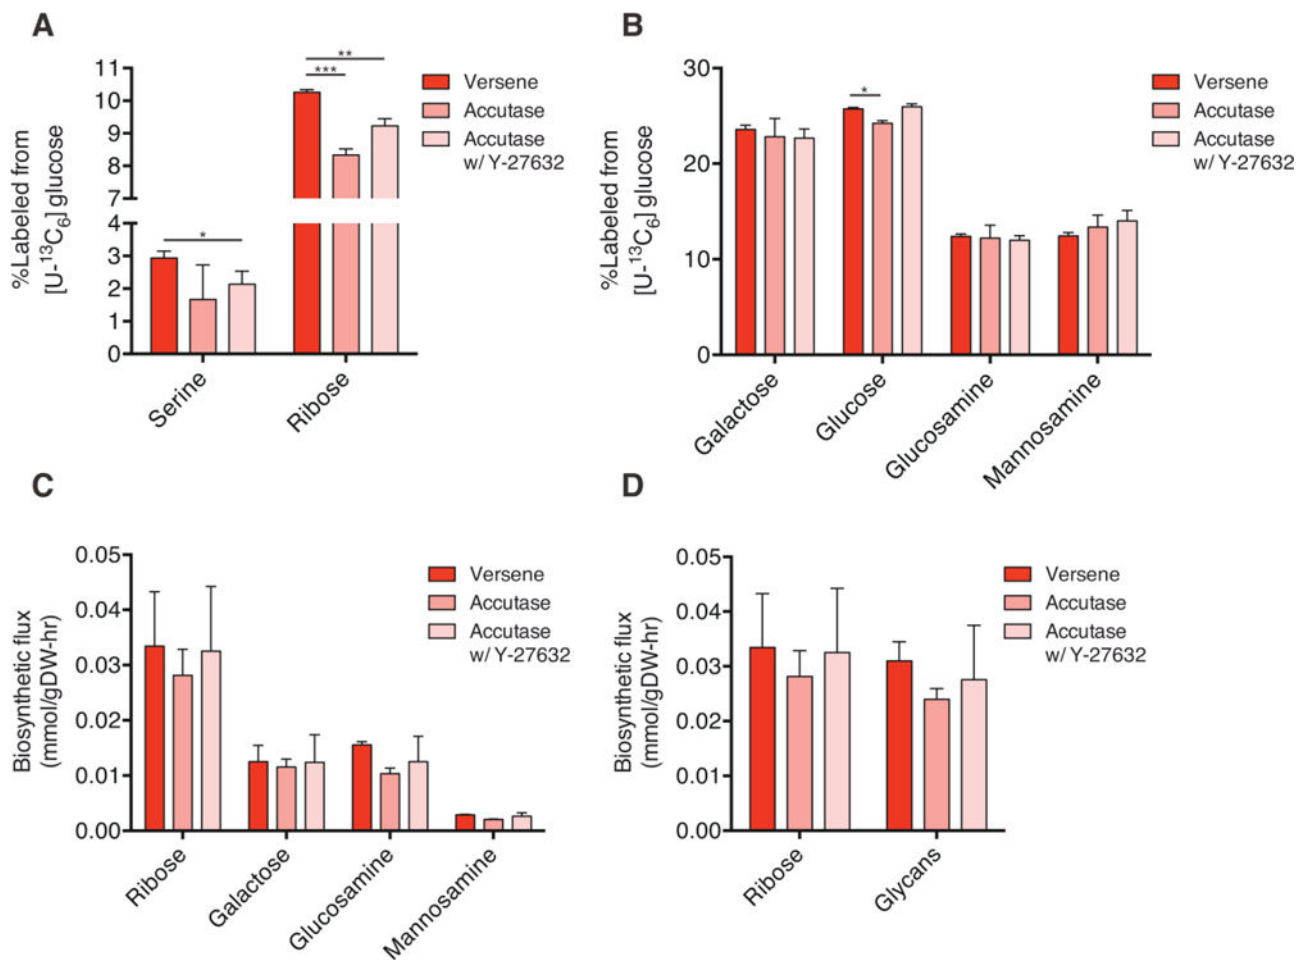 A
%Labeled from
[U-¹³C₆] glucose
11
10
9
8
7
4
3
2
1
0
*
***
**
Serine
Ribose
Versene
Accutase
Accutase
w/ Y-27632
B
%Labeled from
[U-¹³C₆] glucose
30
20
10
0
*
Galactose
Glucose
Glucosamine
Mannosamine
Versene
Accutase
Accutase
w/ Y-27632
C
Biosynthetic flux
(mmol/gDW-hr)
0.05
0.04
0.03
0.02
0.01
0.00
Ribose
Galactose
Glucosamine
Mannosamine
Versene
Accutase
Accutase
w/ Y-27632
D
Biosynthetic flux
(mmol/gDW-hr)
0.05
0.04
0.03
0.02
0.01
0.00
Ribose
Glycans
Versene
Accutase
Accutase
w/ Y-27632